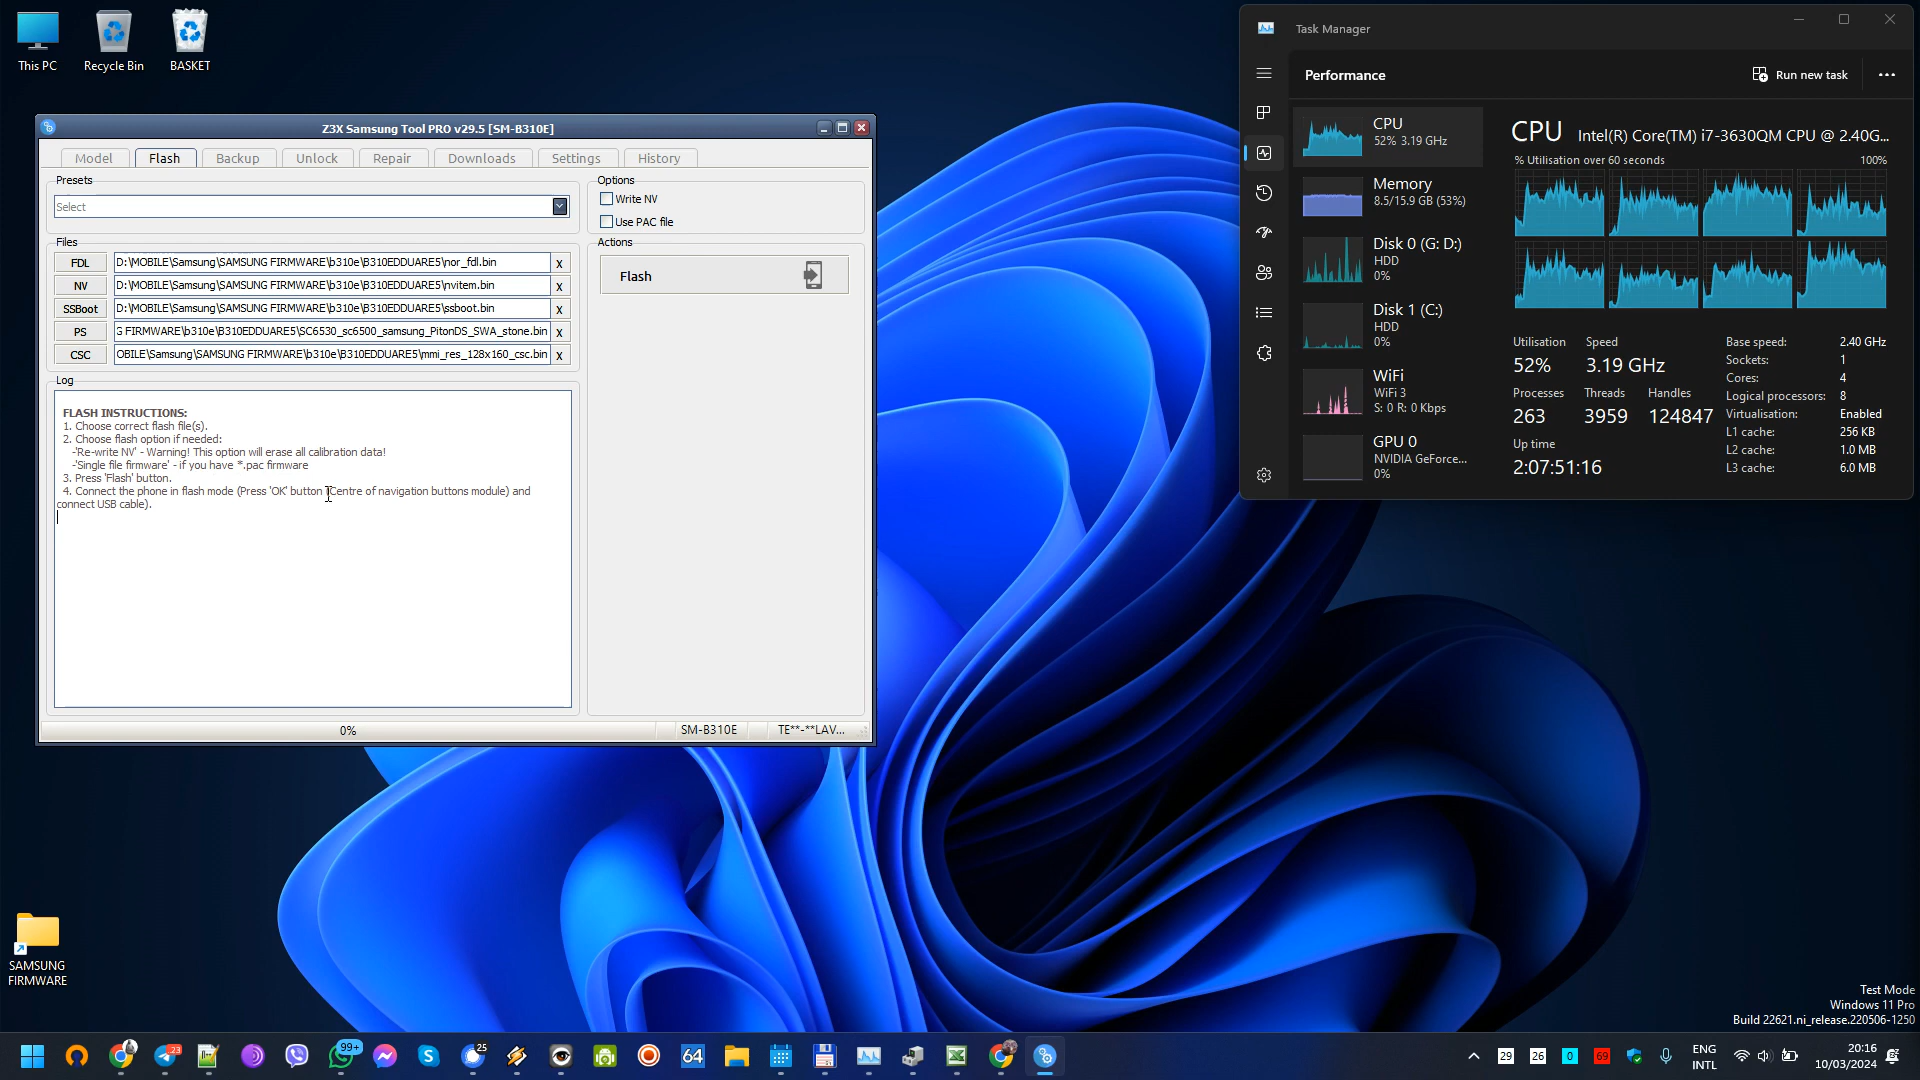 This PC
Recycle Bin
BASKET
Z3X Samsung Tool PRO v29.5 [SM-B310E]
Model
Flash
Backup
Unlock
Repair
Downloads
Settings
History
Presets
Select
Options
Write NV
Use PAC file
Files
FDL
D:\MOBILE\Samsung\SAMSUNG FIRMWARE\b310e\B310EDDUARE5\nor_fdl.bin
x
NV
D:\MOBILE\Samsung\SAMSUNG FIRMWARE\b310e\B310EDDUARE5\nvitem.bin
x
SSBoot
D:\MOBILE\Samsung\SAMSUNG FIRMWARE\b310e\B310EDDUARE5\ssboot.bin
x
PS
G FIRMWARE\b310e\B310EDDUARE5\SC6530_sc6500_samsung_PitonDS_SWA_stone.bin
x
CSC
OBILE\Samsung\SAMSUNG FIRMWARE\b310e\B310EDDUARE5\mmi_res_128x160_csc.bin
x
Actions
Flash
Log
FLASH INSTRUCTIONS:
1. Choose correct flash file(s).
2. Choose flash option if needed:
-'Re-write NV' - Warning! This option will erase all calibration data!
-'Single file firmware' - if you have *.pac firmware
3. Press 'Flash' button.
4. Connect the phone in flash mode (Press 'OK' button (Centre of navigation buttons module) and
connect USB cable).
0%
SM-B310E
TE**-**LAV...
Task Manager
Performance
Run new task
CPU
52% 3.19 GHz
Memory
8.5/15.9 GB (53%)
Disk 0 (G: D:)
HDD
0%
Disk 1 (C:)
HDD
0%
WiFi
WiFi 3
S: 0 R: 0 Kbps
GPU 0
NVIDIA GeForce...
0%
CPU
Intel(R) Core(TM) i7-3630QM CPU @ 2.40G...
% Utilisation over 60 seconds
100%
Utilisation
Speed
52%
3.19 GHz
Processes
Threads
Handles
263
3959
124847
Up time
2:07:51:16
Base speed:
2.40 GHz
Sockets:
1
Cores:
4
Logical processors:
8
Virtualisation:
Enabled
L1 cache:
256 KB
L2 cache:
1.0 MB
L3 cache:
6.0 MB
SAMSUNG
FIRMWARE
Test Mode
Windows 11 Pro
Build 22621.ni_release.220506-1250
23
99+
25
64
29
26
0
69
ENG
INTL
20:16
10/03/2024